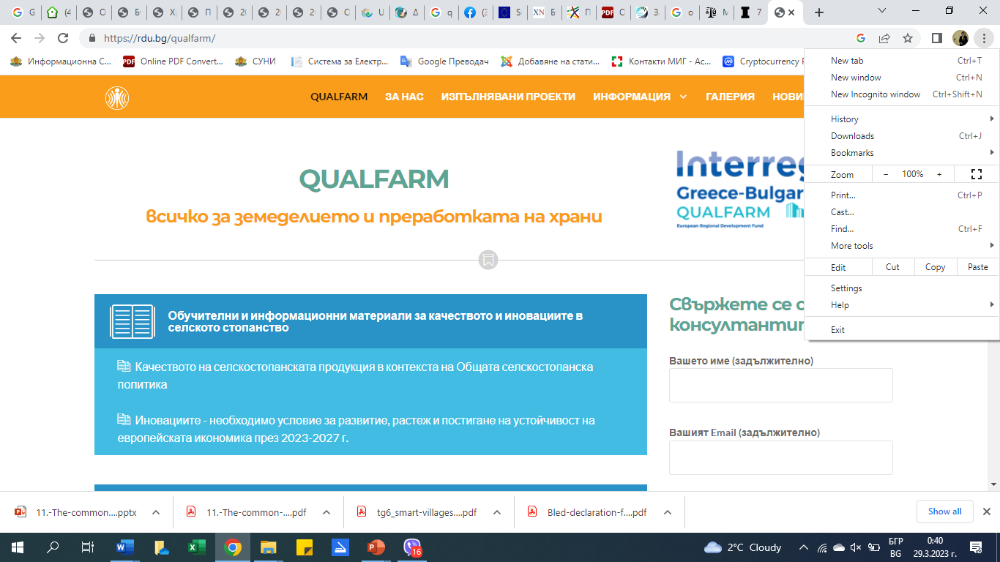 G
(4
О
Б
Х
П
20
20
20
О
U
Д
q
(З
S
Б
П
О
З
o
М
7
https://rdu.bg/qualfarm/
Информационна С...
Online PDF Convert...
СУНИ
Система за Електр...
Google Преводач
Добавяне на стати...
Контакти МИГ - Ас...
Cryptocurrency
New tab Ctrl+T
New window Ctrl+N
New Incognito window Ctrl+Shift+N
History
Downloads Ctrl+J
Bookmarks
Zoom − 100% +
Print... Ctrl+P
Cast...
Find... Ctrl+F
More tools
Edit Cut Copy Paste
Settings
Help
Exit
QUALFARM ЗА НАС ИЗПЪЛНЯВАНИ ПРОЕКТИ ИНФОРМАЦИЯ ГАЛЕРИЯ НОВИ
QUALFARM
всичко за земеделието и преработката на храни
Interreg
Greece-Bulgar
QUALFARM
European Regional Development Fund
Обучителни и информационни материали за качеството и иновациите в
селското стопанство
Качеството на селскостопанската продукция в контекста на Общата селскостопанска
политика
Иновациите - необходимо условие за развитие, растеж и постигане на устойчивост на
европейската икономика през 2023-2027 г.
Свържете се с
консултантит
Вашето име (задължително)
Вашият Email (задължително)
11.-The-common....pptx
11.-The-common-....pdf
tg6_smart-villages....pdf
Bled-declaration-f....pdf
Show all
16
2°C Cloudy
БГР
BG
0:40
29.3.2023 г.